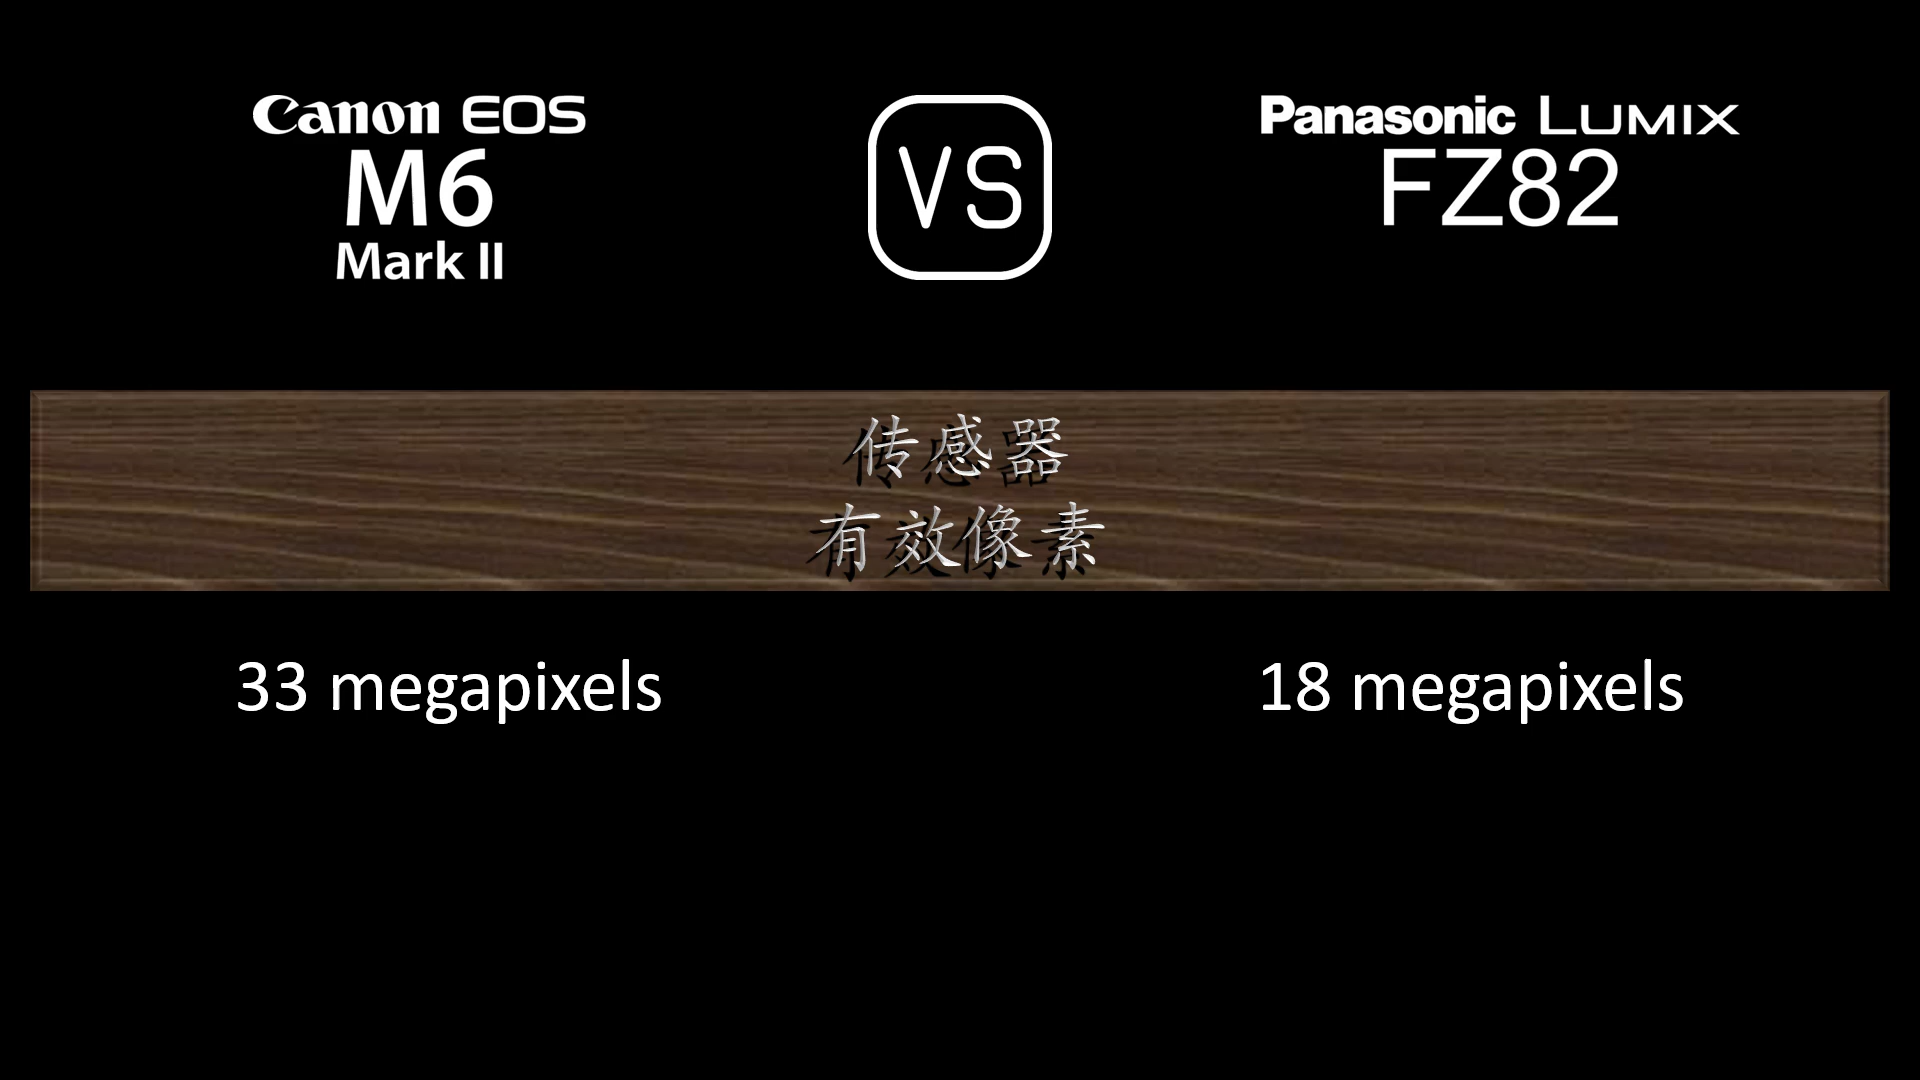 Canon EOS
M6
Mark II
VS
Panasonic LUMIX
FZ82
传感器
有效像素
33 megapixels
18 megapixels